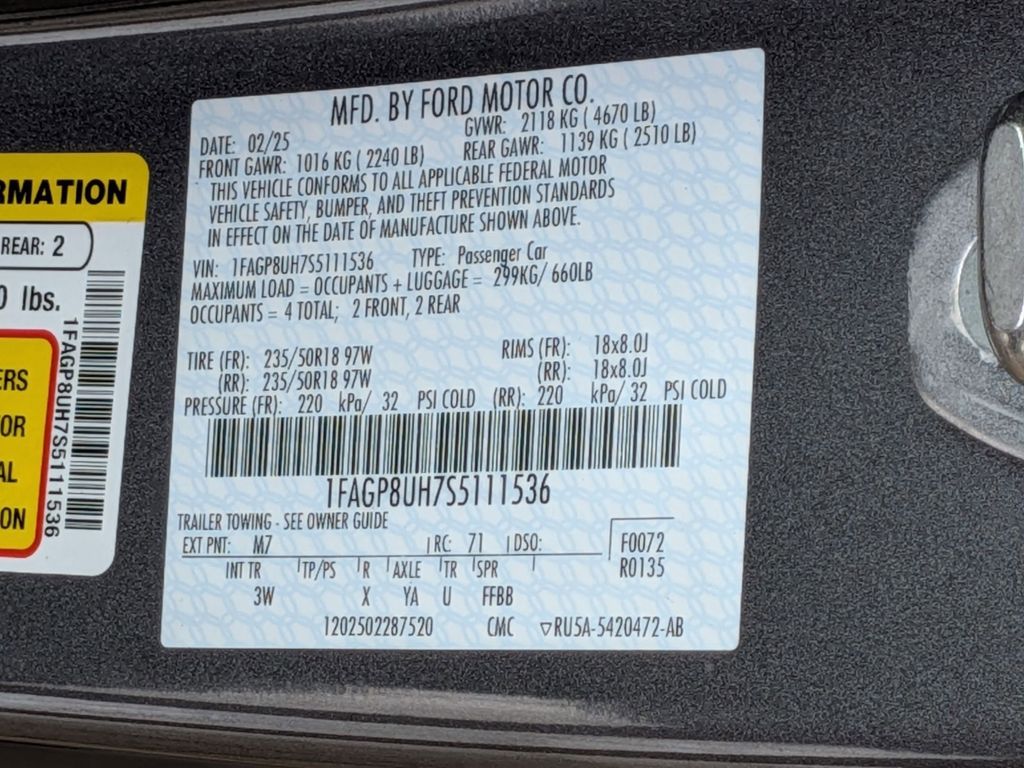 MFD. BY FORD MOTOR CO.
DATE: 02/25 GVWR: 2118 KG ( 4670 LB)
FRONT GAWR: 1016 KG ( 2240 LB) REAR GAWR: 1139 KG ( 2510 LB)
THIS VEHICLE CONFORMS TO ALL APPLICABLE FEDERAL MOTOR
VEHICLE SAFETY, BUMPER, AND THEFT PREVENTION STANDARDS
IN EFFECT ON THE DATE OF MANUFACTURE SHOWN ABOVE.
VIN: 1FAGP8UH7S5111536 TYPE: Passenger Car
MAXIMUM LOAD = OCCUPANTS + LUGGAGE = 299KG/ 660LB
OCCUPANTS = 4 TOTAL; 2 FRONT, 2 REAR
TIRE (FR): 235/50R18 97W RIMS (FR): 18x8.0J
(RR): 235/50R18 97W (RR): 18x8.0J
PRESSURE (FR): 220 kPa/ 32 PSI COLD (RR): 220 kPa/ 32 PSI COLD
1FAGP8UH7S5111536
TRAILER TOWING - SEE OWNER GUIDE
EXT PNT: M7 RC: 71 DSO: F0072
INT TR TP/PS R AXLE TR SPR R0135
3W X YA U FFBB
1202502287520 CMC ▽RU5A-5420472-AB
RMATION
REAR: 2
0 lbs.
ERS
OR
AL
ON
1FAGP8UH7S5111536